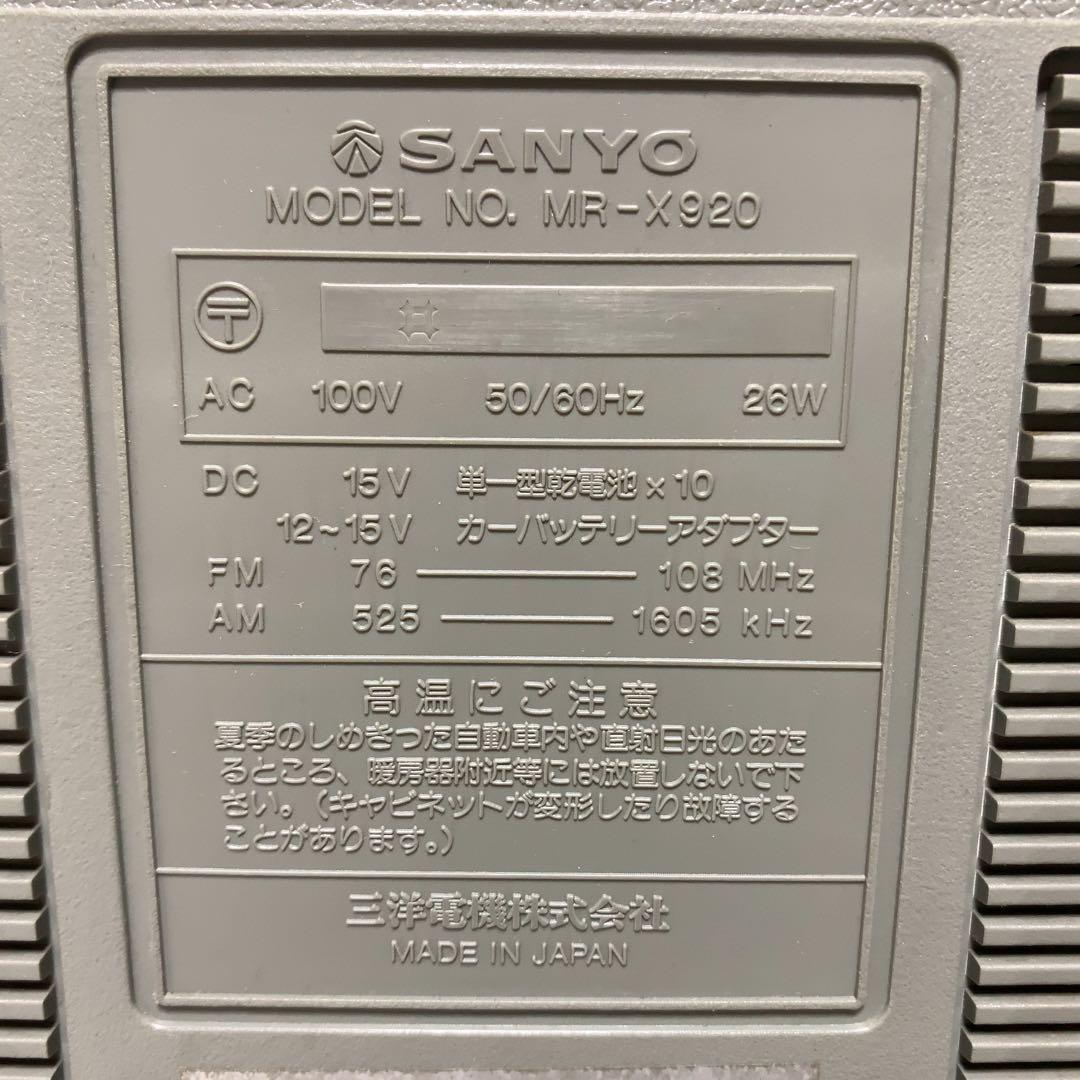 SANYO
MODEL NO. MR-X920
〒
AC 100V 50/60Hz 26W
DC 15V 単一型乾電池×10
12~15V カーバッテリーアダプター
FM 76 — 108 MHz
AM 525 — 1605 kHz
高温にご注意
夏季のしめきった自動車内や直射日光のあた
るところ、暖房器附近等には放置しないで下
さい。(キャビネットが変形したり故障する
ことがあります。)
三洋電機株式会社
MADE IN JAPAN